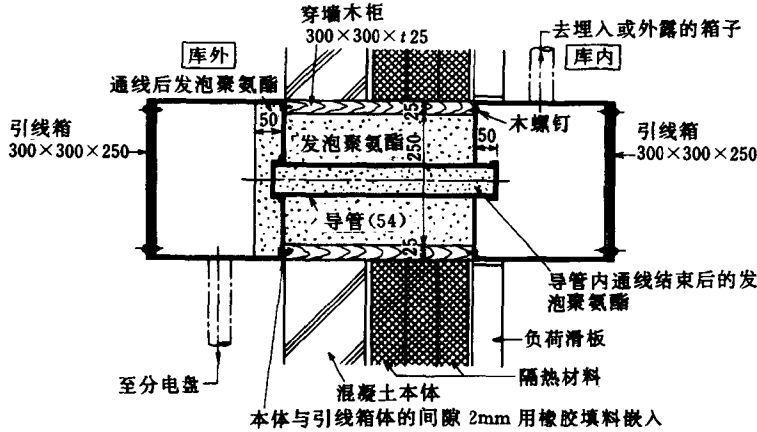 穿墙木柜
300×300×t25
去埋入或外露的箱子
库外
库内
通线后发泡聚氨酯
50
25
木螺钉
50
引线箱
300×300×250
发泡聚氨酯
250
引线箱
300×300×250
导管(54)
25
导管内通线结束后的发
泡聚氨酯
负荷滑板
至分电盘
混凝土本体
隔热材料
本体与引线箱体的间隙 2mm 用橡胶填料嵌入